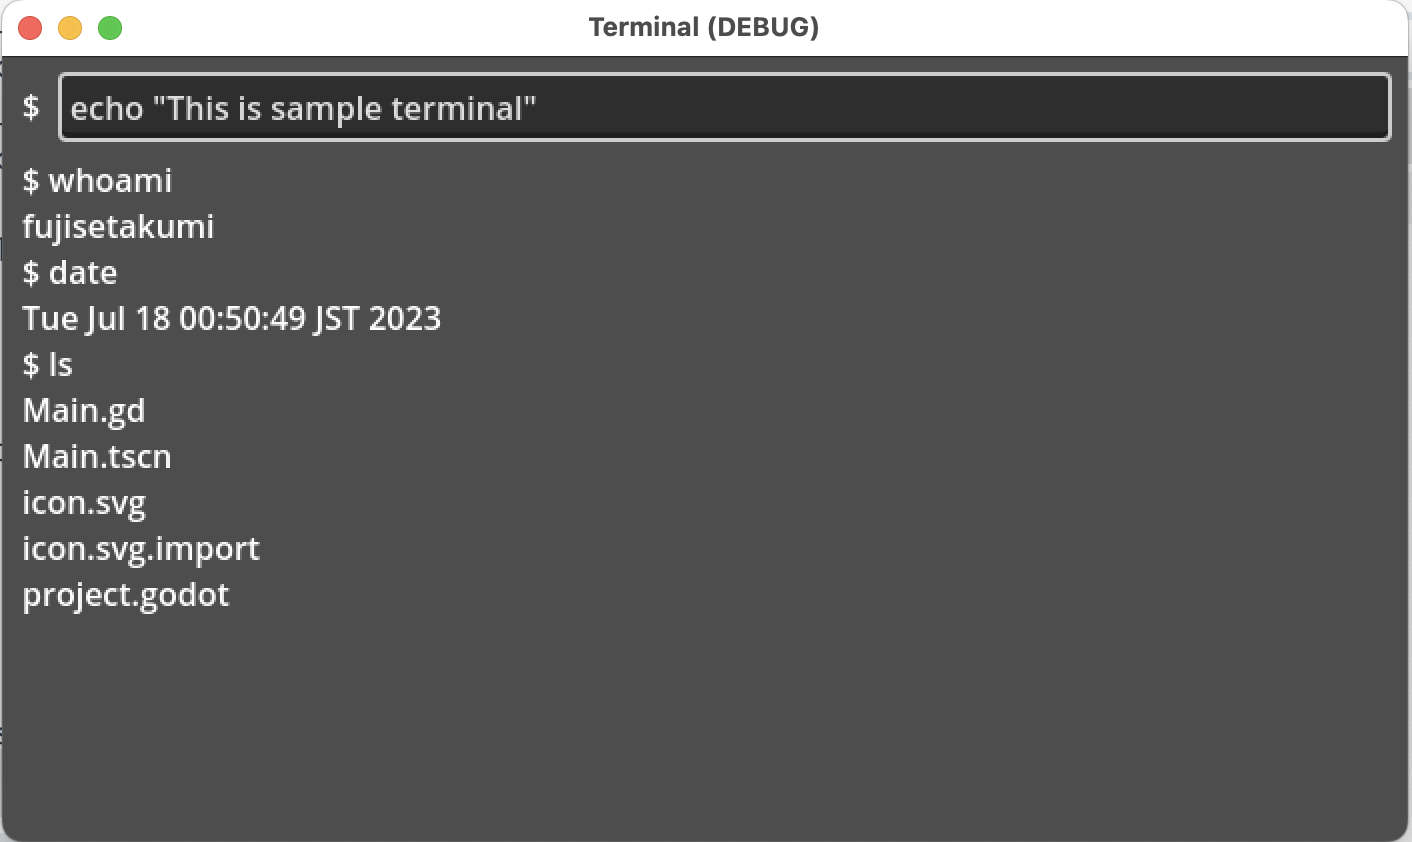 Terminal (DEBUG)
$ echo "This is sample terminal"
$ whoami
fujisetakumi
$ date
Tue Jul 18 00:50:49 JST 2023
$ ls
Main.gd
Main.tscn
icon.svg
icon.svg.import
project.godot